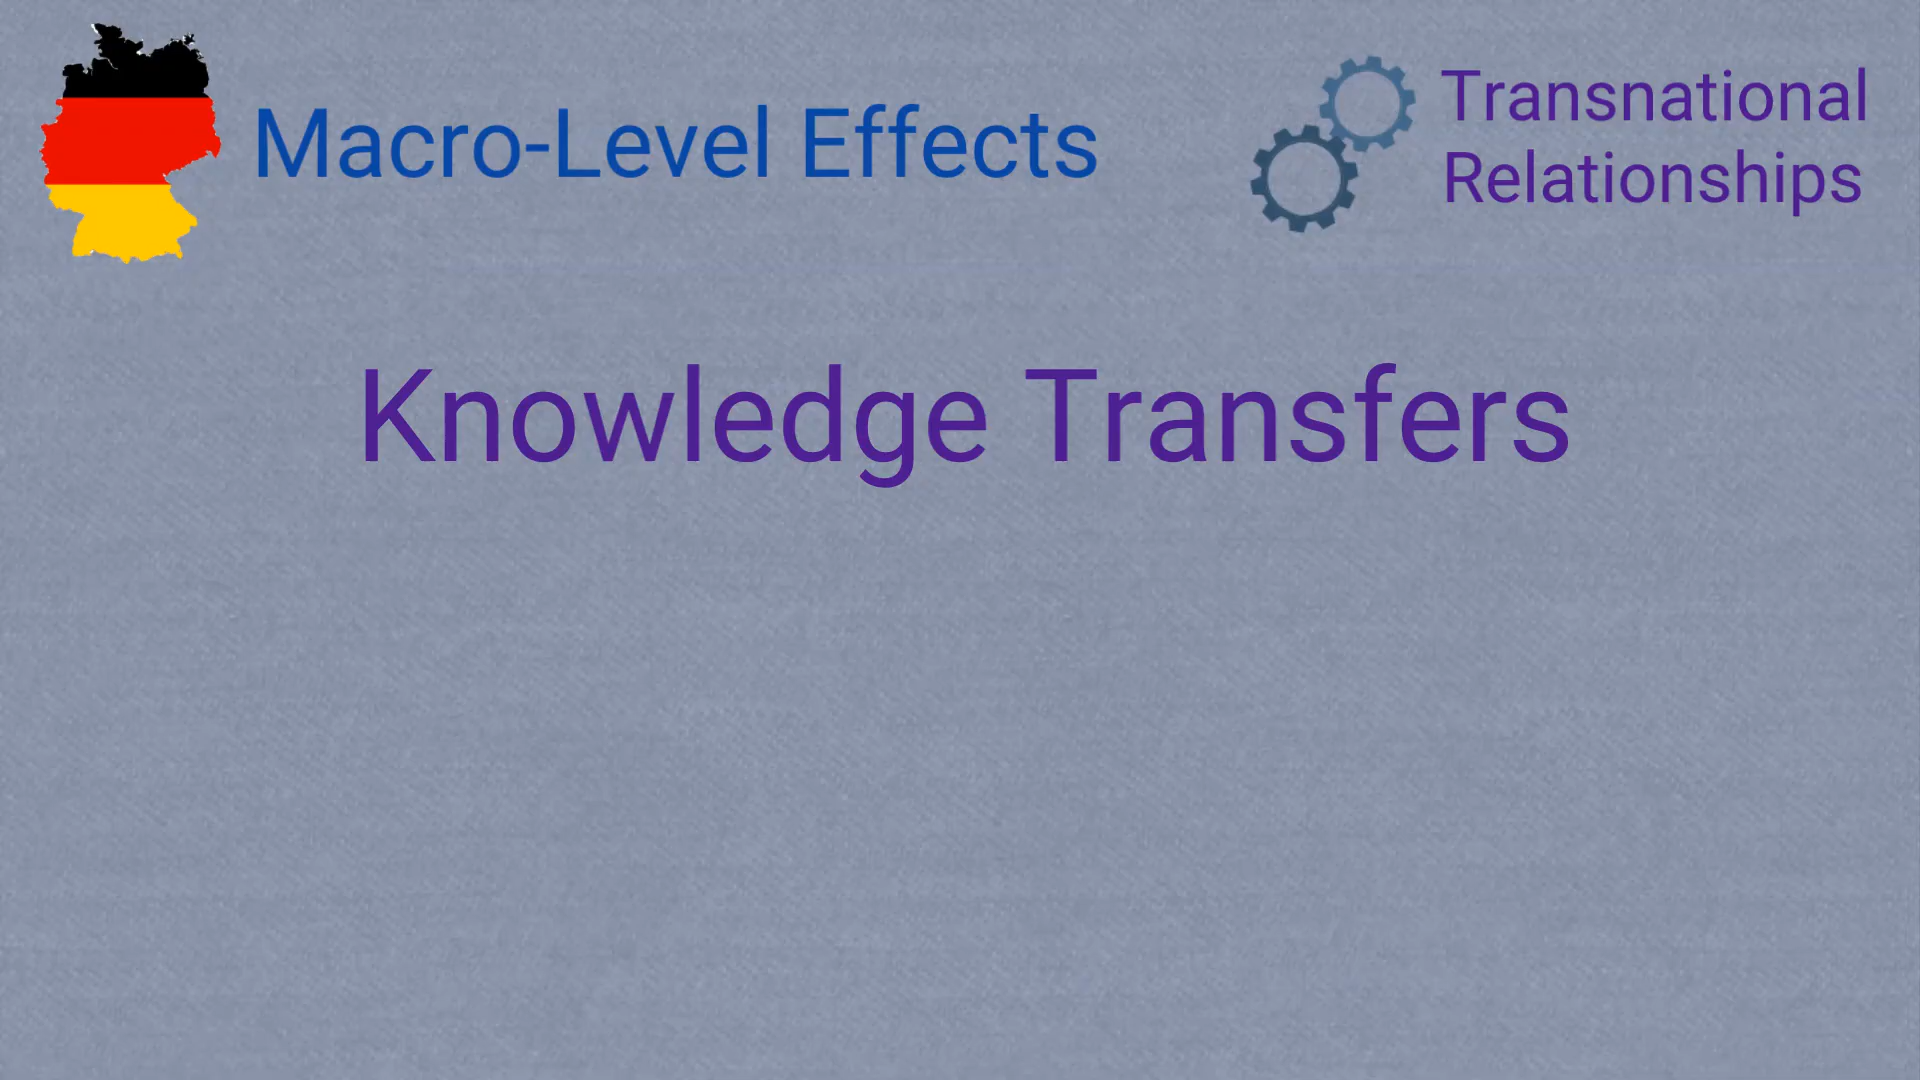 Macro-Level Effects
Transnational
Relationships
Knowledge Transfers